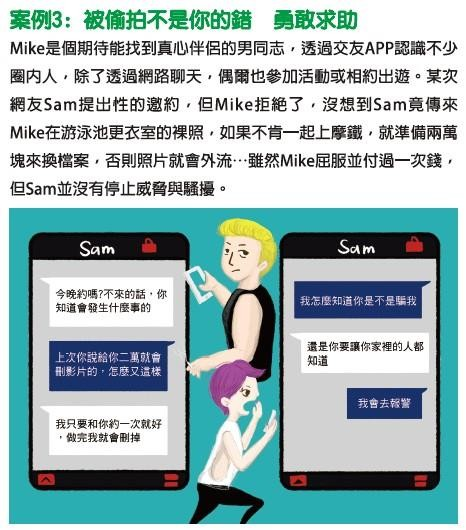 案例3：被偷拍不是你的錯　勇敢求助
Mike是個期待能找到真心伴侶的男同志，透過交友APP認識不少
圈內人，除了透過網路聊天，偶爾也參加活動或相約出遊。某次
網友Sam提出性的邀約，但Mike拒絕了，沒想到Sam竟傳來
Mike在游泳池更衣室的裸照，如果不肯一起上摩鐵，就準備兩萬
塊來換檔案，否則照片就會外流…雖然Mike屈服並付過一次錢，
但Sam並沒有停止威脅與騷擾。
Sam
今晚約嗎?不來的話，你
知道會發生什麼事的
上次你說給你二萬就會
刪影片的，怎麼又這樣
我只要和你約一次就好
，做完我就會刪掉
Sam
我怎麼知道你是不是騙我
還是你要讓你家裡的人都
知道
我會去報警